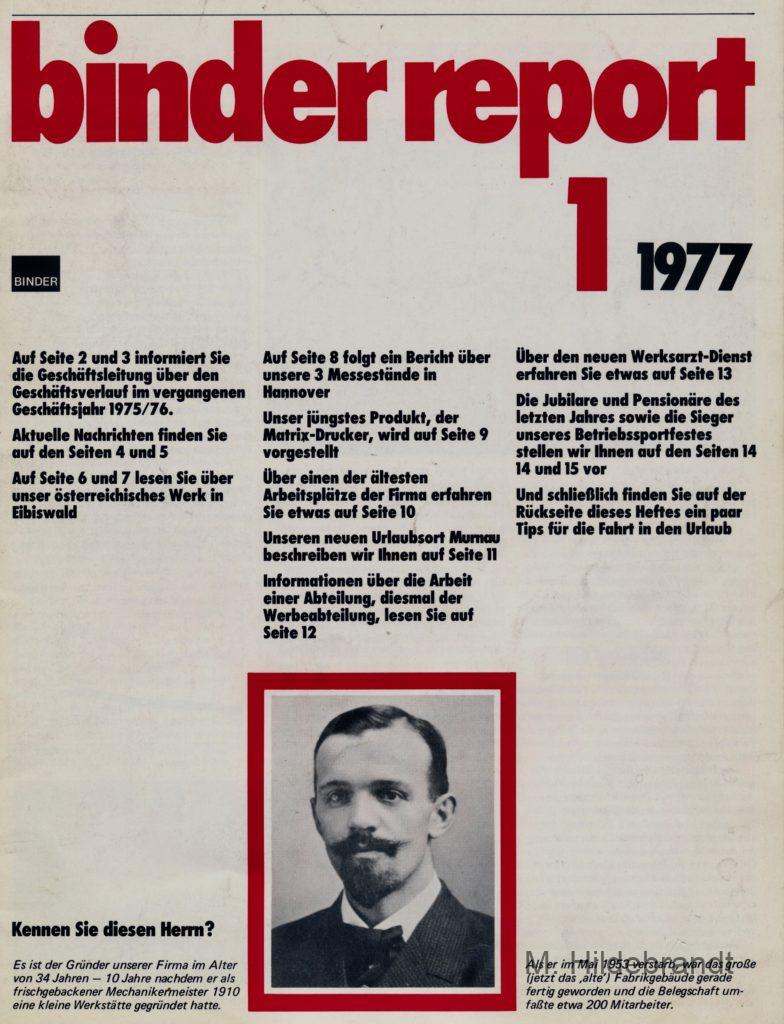 binder report
1 1977
BINDER
Auf Seite 2 und 3 informiert Sie
die Geschäftsleitung über den
Geschäftsverlauf im vergangenen
Geschäftsjahr 1975/76.
Aktuelle Nachrichten finden Sie
auf den Seiten 4 und 5
Auf Seite 6 und 7 lesen Sie über
unser österreichisches Werk in
Eibiswald
Auf Seite 8 folgt ein Bericht über
unsere 3 Messestände in
Hannover
Unser jüngstes Produkt, der
Matrix-Drucker, wird auf Seite 9
vorgestellt
Über einen der ältesten
Arbeitsplätze der Firma erfahren
Sie etwas auf Seite 10
Unseren neuen Urlaubsort Murnau
beschreiben wir Ihnen auf Seite 11
Informationen über die Arbeit
einer Abteilung, diesmal der
Werbeabteilung, lesen Sie auf
Seite 12
Über den neuen Werksarzt-Dienst
erfahren Sie etwas auf Seite 13
Die Jubilare und Pensionäre des
letzten Jahres sowie die Sieger
unseres Betriebssportfestes
stellen wir Ihnen auf den Seiten 14
14 und 15 vor
Und schließlich finden Sie auf der
Rückseite dieses Heftes ein paar
Tips für die Fahrt in den Urlaub
Kennen Sie diesen Herrn?
Es ist der Gründer unserer Firma im Alter
von 34 Jahren — 10 Jahre nachdem er als
frischgebackener Mechanikermeister 1910
eine kleine Werkstätte gegründet hatte.
Als er im Mai 1953 verstarb, war das große
(jetzt das ‚alte') Fabrikgebäude gerade
fertig geworden und die Belegschaft um-
faßte etwa 200 Mitarbeiter.
M. Hildebrandt